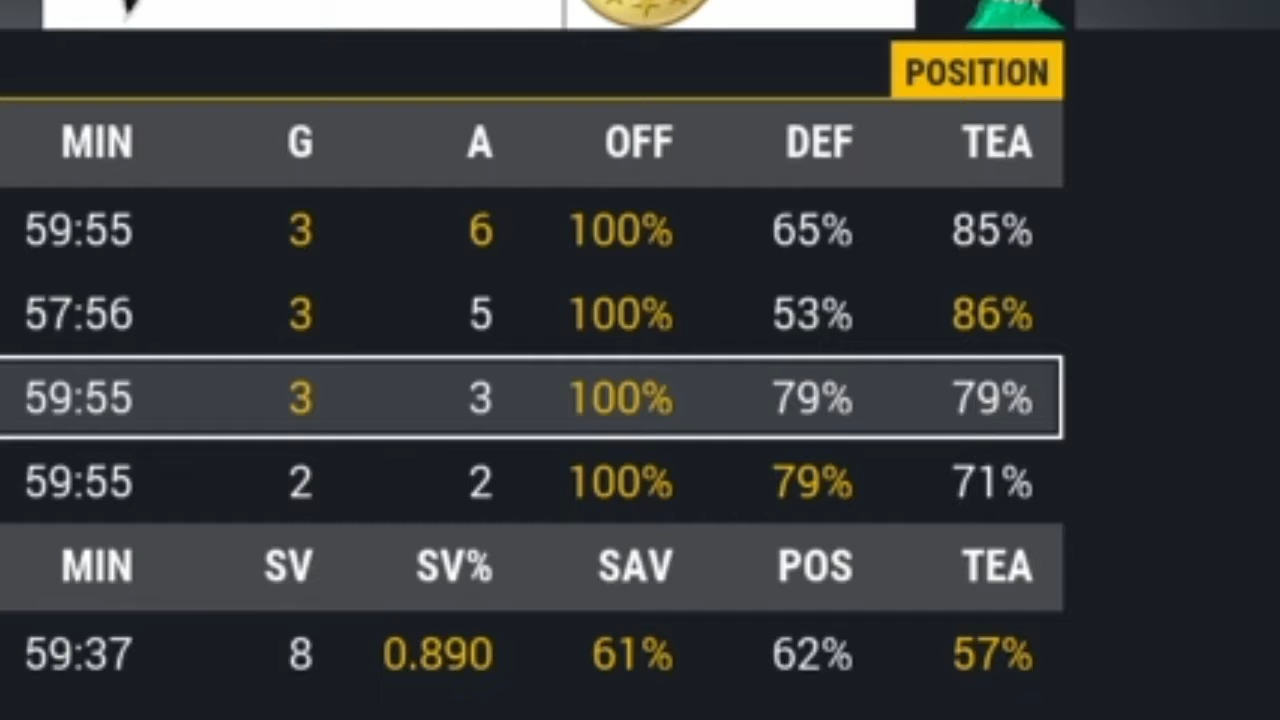 POSITION
MIN G A OFF DEF TEA
59:55 3 6 100% 65% 85%
57:56 3 5 100% 53% 86%
59:55 3 3 100% 79% 79%
59:55 2 2 100% 79% 71%
MIN SV SV% SAV POS TEA
59:37 8 0.890 61% 62% 57%